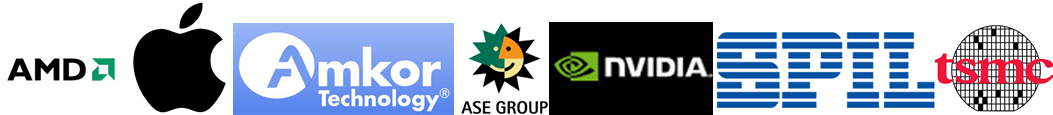 AMD
Amkor
Technology®
ASE GROUP
NVIDIA.
SPIL
tsmc